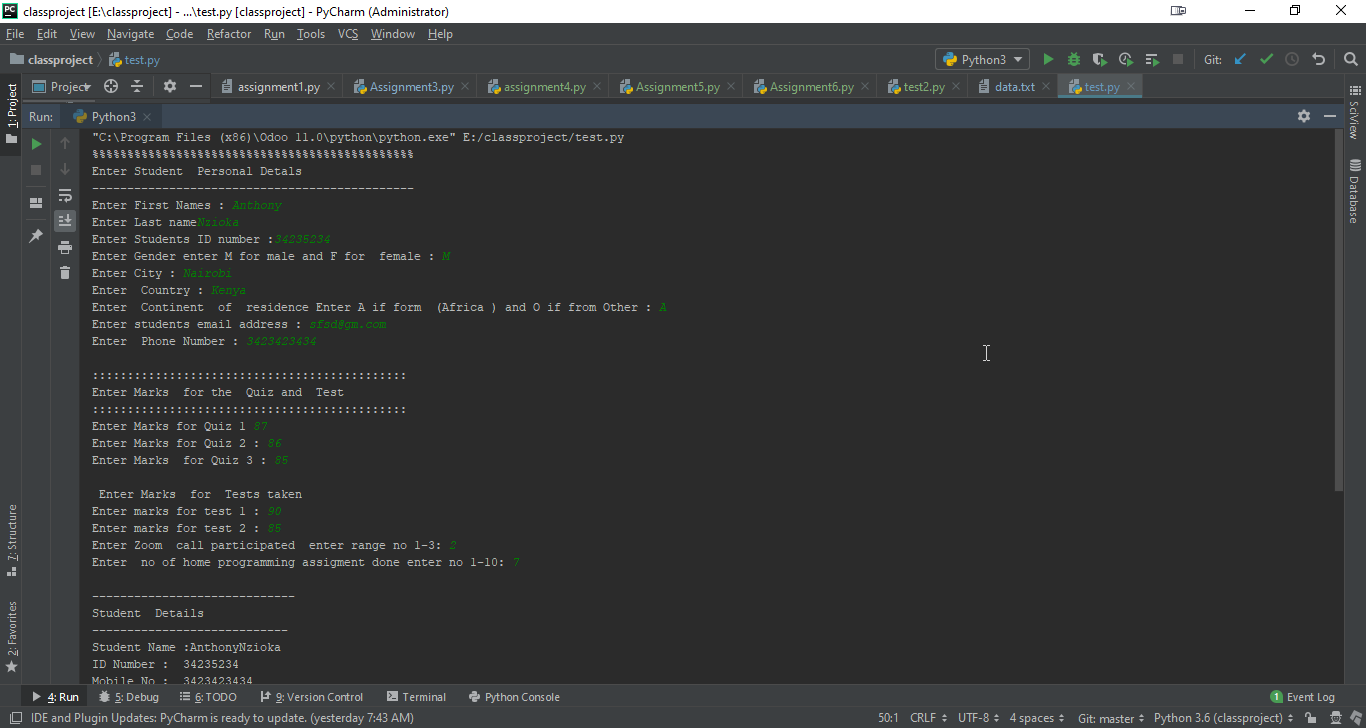 classproject [E:\classproject] - ...\test.py [classproject] - PyCharm (Administrator)
File Edit View Navigate Code Refactor Run Tools VCS Window Help
classproject test.py Python3 Git:
Project assignment1.py Assignment3.py assignment4.py Assignment5.py Assignment6.py test2.py data.txt test.py
1: Project
SciView
Database
Run: Python3
"C:\Program Files (x86)\Odoo 11.0\python\python.exe" E:/classproject/test.py
%%%%%%%%%%%%%%%%%%%%%%%%%%%%%%%%%%%%%%%%%%%%%%
Enter Student  Personal Detals
----------------------------------------------
Enter First Names : Anthony
Enter Last nameNzioka
Enter Students ID number :34235234
Enter Gender enter M for male and F for  female : M
Enter City : Nairobi
Enter  Country : Kenya
Enter  Continent  of  residence Enter A if form  (Africa ) and O if from Other : A
Enter students email address : sfsd@gm.com
Enter  Phone Number : 3423423434
:::::::::::::::::::::::::::::::::::::::::::::
Enter Marks  for the  Quiz and  Test
:::::::::::::::::::::::::::::::::::::::::::::
Enter Marks for Quiz 1 87
Enter Marks for Quiz 2 : 86
Enter Marks  for Quiz 3 : 85
Enter Marks  for  Tests taken
Enter marks for test 1 : 90
Enter marks for test 2 : 85
Enter Zoom  call participated  enter range no 1-3: 2
Enter  no of home programming assigment done enter no 1-10: 7
-----------------------------
Student  Details
----------------------------
Student Name :AnthonyNzioka
ID Number :  34235234
Mobile No :  3423423434
7: Structure
2: Favorites
4: Run 5: Debug 6: TODO 9: Version Control Terminal Python Console 1 Event Log
IDE and Plugin Updates: PyCharm is ready to update. (yesterday 7:43 AM) 50:1 CRLF UTF-8 4 spaces Git: master Python 3.6 (classproject)